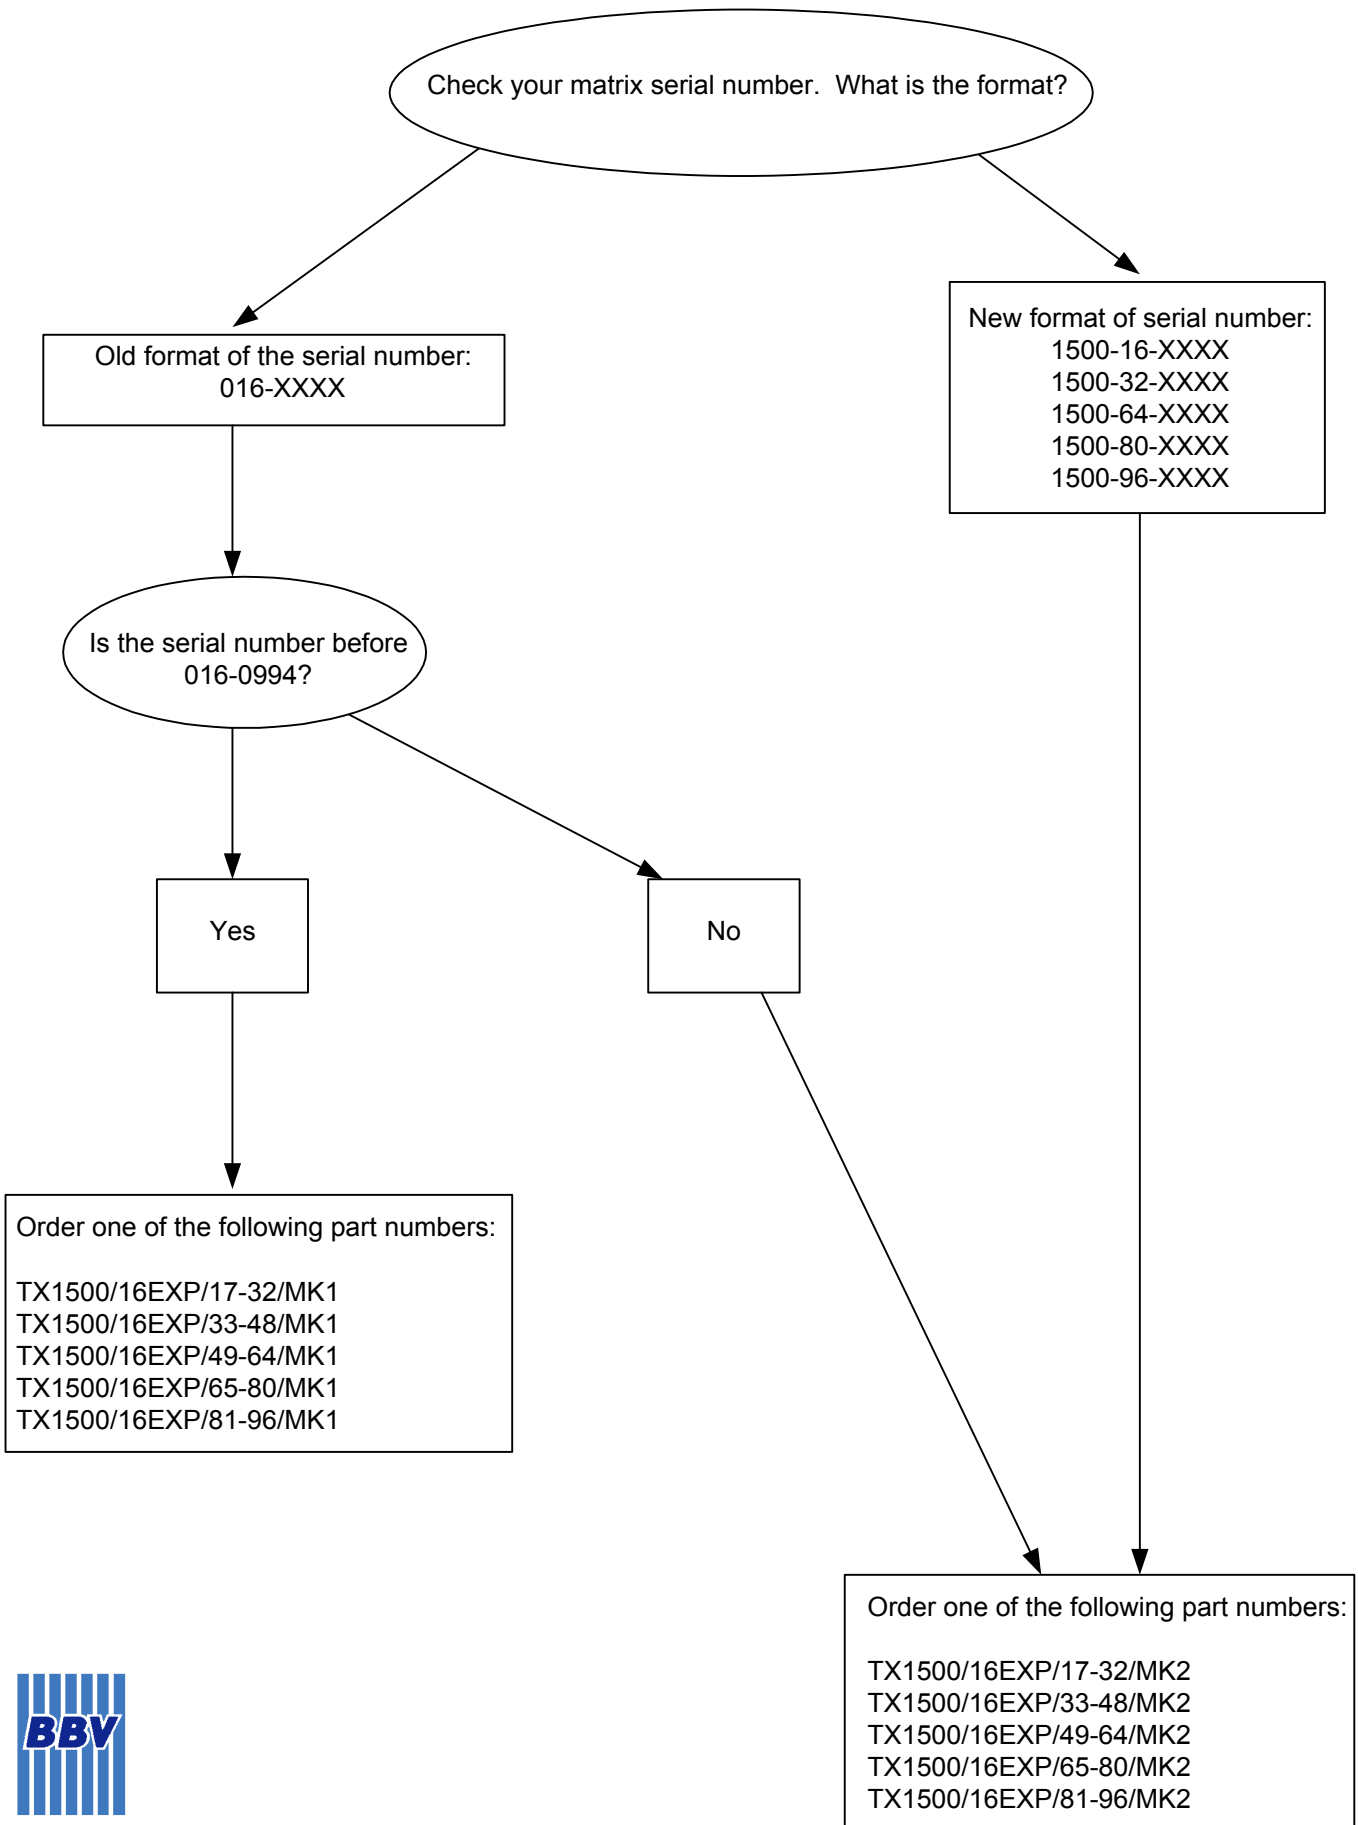 Check your matrix serial number.  What is the format?
Old format of the serial number:
016-XXXX
New format of serial number:
1500-16-XXXX
1500-32-XXXX
1500-64-XXXX
1500-80-XXXX
1500-96-XXXX
Is the serial number before
016-0994?
Yes
No
Order one of the following part numbers:
TX1500/16EXP/17-32/MK1
TX1500/16EXP/33-48/MK1
TX1500/16EXP/49-64/MK1
TX1500/16EXP/65-80/MK1
TX1500/16EXP/81-96/MK1
Order one of the following part numbers:
TX1500/16EXP/17-32/MK2
TX1500/16EXP/33-48/MK2
TX1500/16EXP/49-64/MK2
TX1500/16EXP/65-80/MK2
TX1500/16EXP/81-96/MK2
BBV